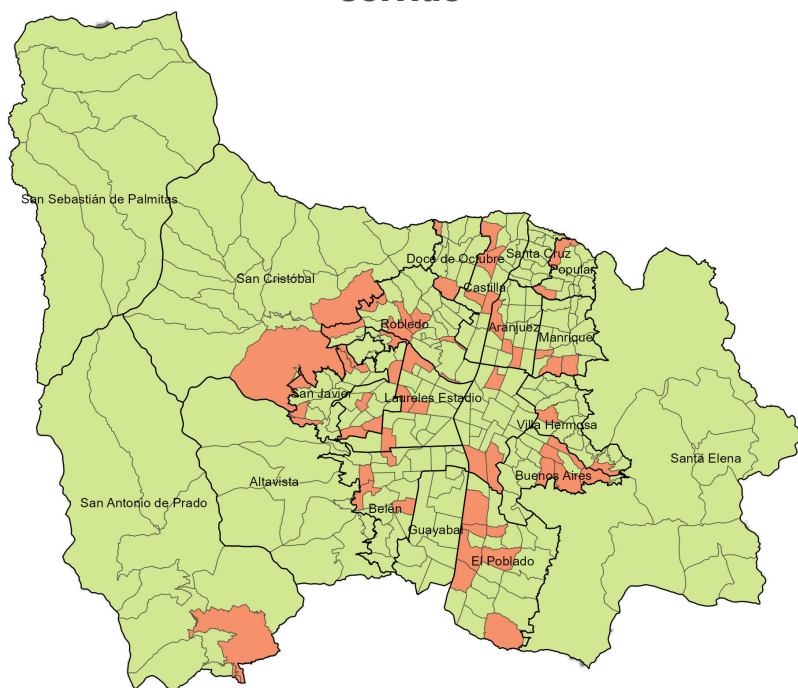 San Sebastián de Palmitas
San Cristóbal
Doce de Octubre
Santa Cruz
Popular
Castilla
Robledo
Aranjuez
Manrique
San Javier
Laureles Estadio
Villa Hermosa
Santa Elena
Buenos Aires
Altavista
San Antonio de Prado
Belén
Guayabal
El Poblado